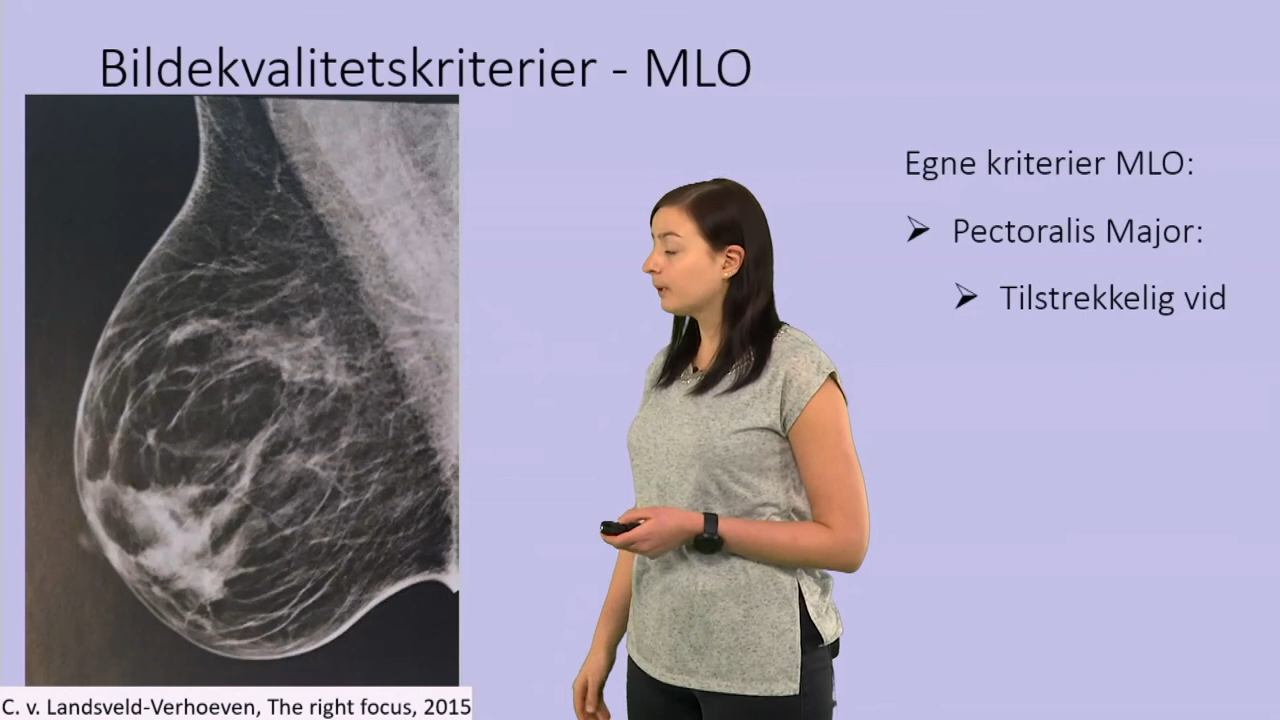 Bildekvalitetskriterier - MLO
Egne kriterier MLO:
Pectoralis Major:
Tilstrekkelig vid
C. v. Landsveld-Verhoeven, The right focus, 2015